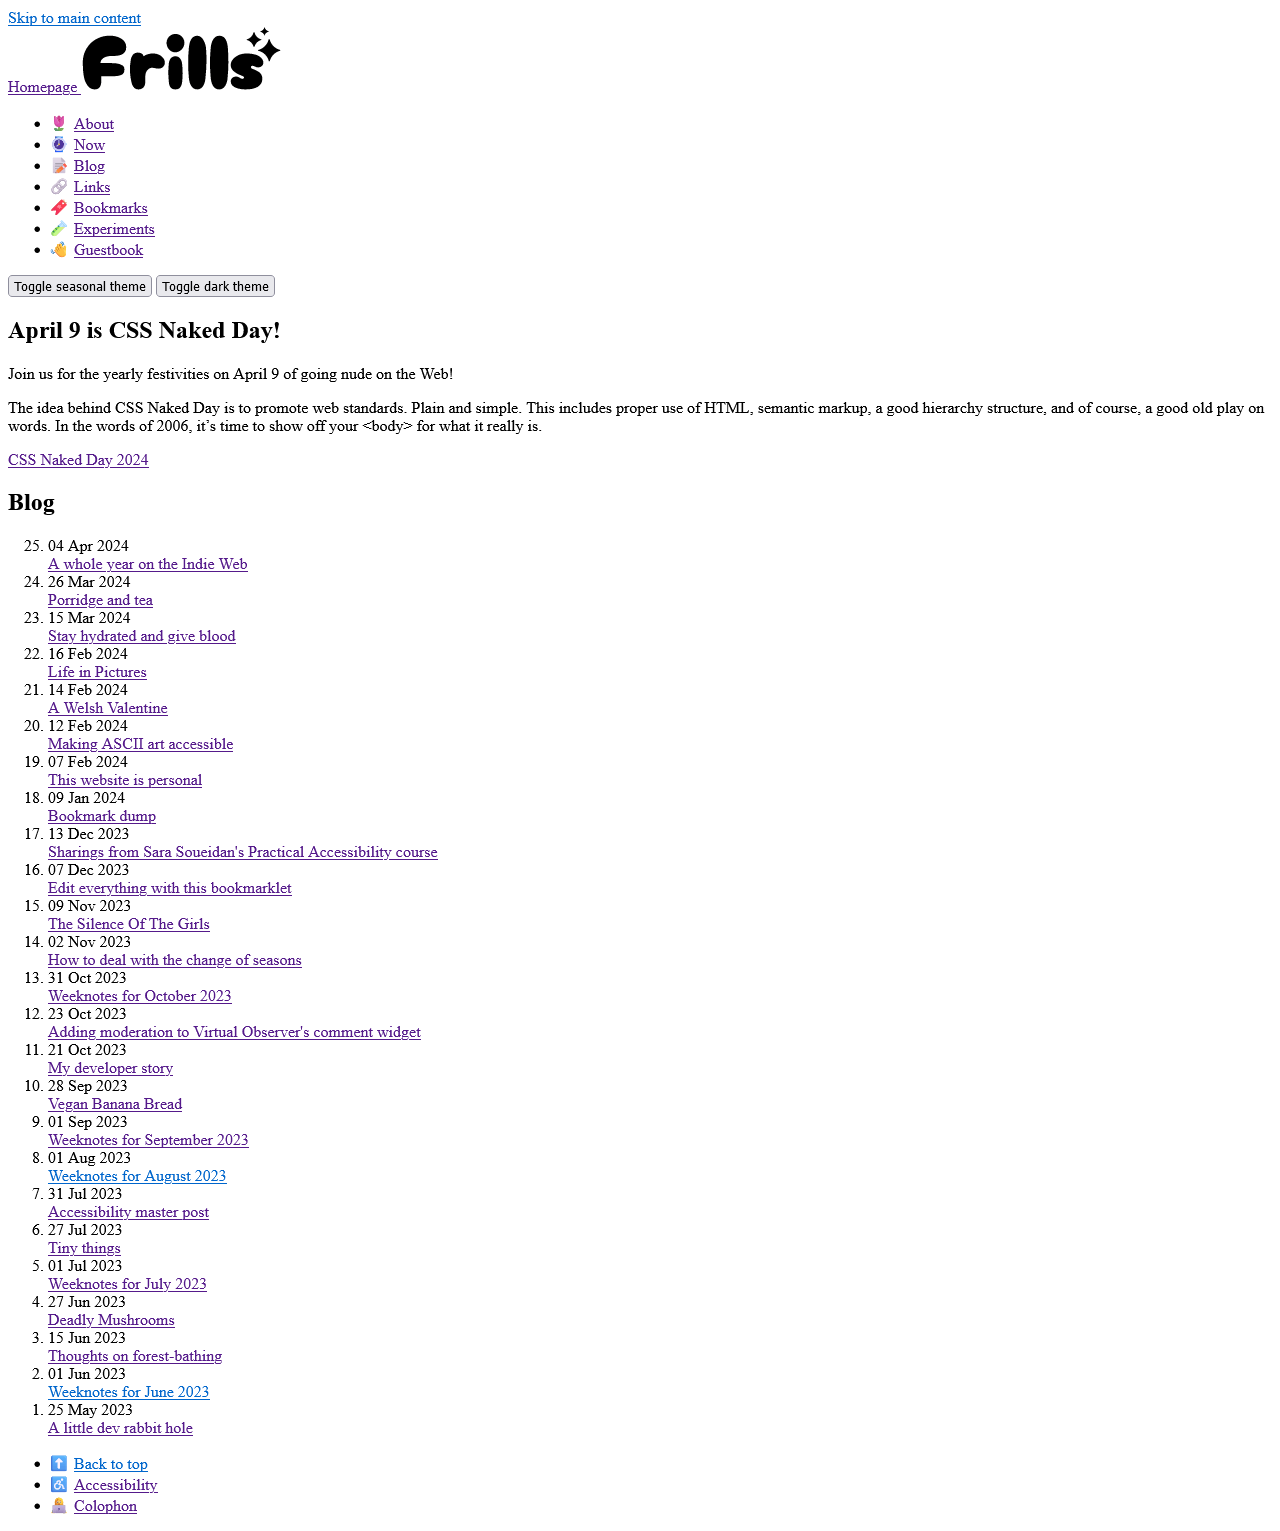 Skip to main content
Homepage Frills
About
Now
Blog
Links
Bookmarks
Experiments
Guestbook
Toggle seasonal theme Toggle dark theme
April 9 is CSS Naked Day!
Join us for the yearly festivities on April 9 of going nude on the Web!
The idea behind CSS Naked Day is to promote web standards. Plain and simple. This includes proper use of HTML, semantic markup, a good hierarchy structure, and of course, a good old play on
words. In the words of 2006, it’s time to show off your <body> for what it really is.
CSS Naked Day 2024
Blog
25. 04 Apr 2024
A whole year on the Indie Web
24. 26 Mar 2024
Porridge and tea
23. 15 Mar 2024
Stay hydrated and give blood
22. 16 Feb 2024
Life in Pictures
21. 14 Feb 2024
A Welsh Valentine
20. 12 Feb 2024
Making ASCII art accessible
19. 07 Feb 2024
This website is personal
18. 09 Jan 2024
Bookmark dump
17. 13 Dec 2023
Sharings from Sara Soueidan's Practical Accessibility course
16. 07 Dec 2023
Edit everything with this bookmarklet
15. 09 Nov 2023
The Silence Of The Girls
14. 02 Nov 2023
How to deal with the change of seasons
13. 31 Oct 2023
Weeknotes for October 2023
12. 23 Oct 2023
Adding moderation to Virtual Observer's comment widget
11. 21 Oct 2023
My developer story
10. 28 Sep 2023
Vegan Banana Bread
9. 01 Sep 2023
Weeknotes for September 2023
8. 01 Aug 2023
Weeknotes for August 2023
7. 31 Jul 2023
Accessibility master post
6. 27 Jul 2023
Tiny things
5. 01 Jul 2023
Weeknotes for July 2023
4. 27 Jun 2023
Deadly Mushrooms
3. 15 Jun 2023
Thoughts on forest-bathing
2. 01 Jun 2023
Weeknotes for June 2023
1. 25 May 2023
A little dev rabbit hole
Back to top
Accessibility
Colophon